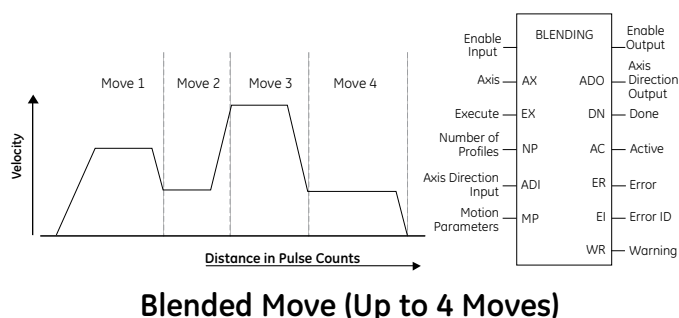 Move 1
Move 2
Move 3
Move 4
Velocity
Distance in Pulse Counts
BLENDING
Enable
Input
Enable
Output
Axis
AX
ADO
Axis
Direction
Output
Execute
EX
DN
Done
Number of
Profiles
NP
AC
Active
Axis Direction
Input
ADI
ER
Error
Motion
Parameters
MP
EI
Error ID
WR
Warning
Blended Move (Up to 4 Moves)